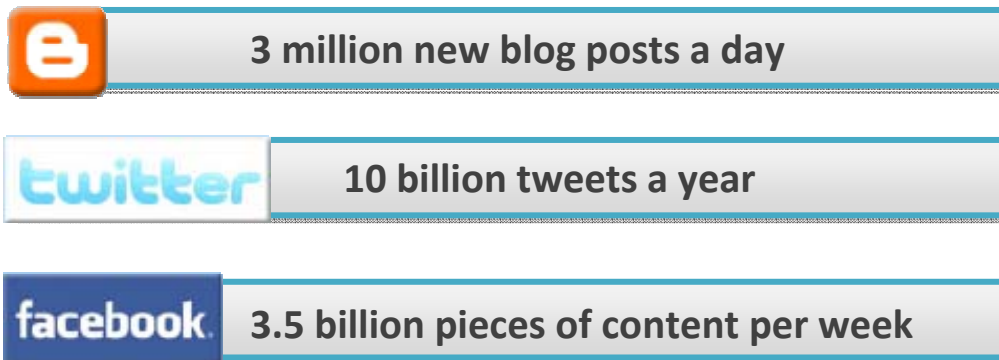 3 million new blog posts a day
twitter
10 billion tweets a year
facebook.
3.5 billion pieces of content per week